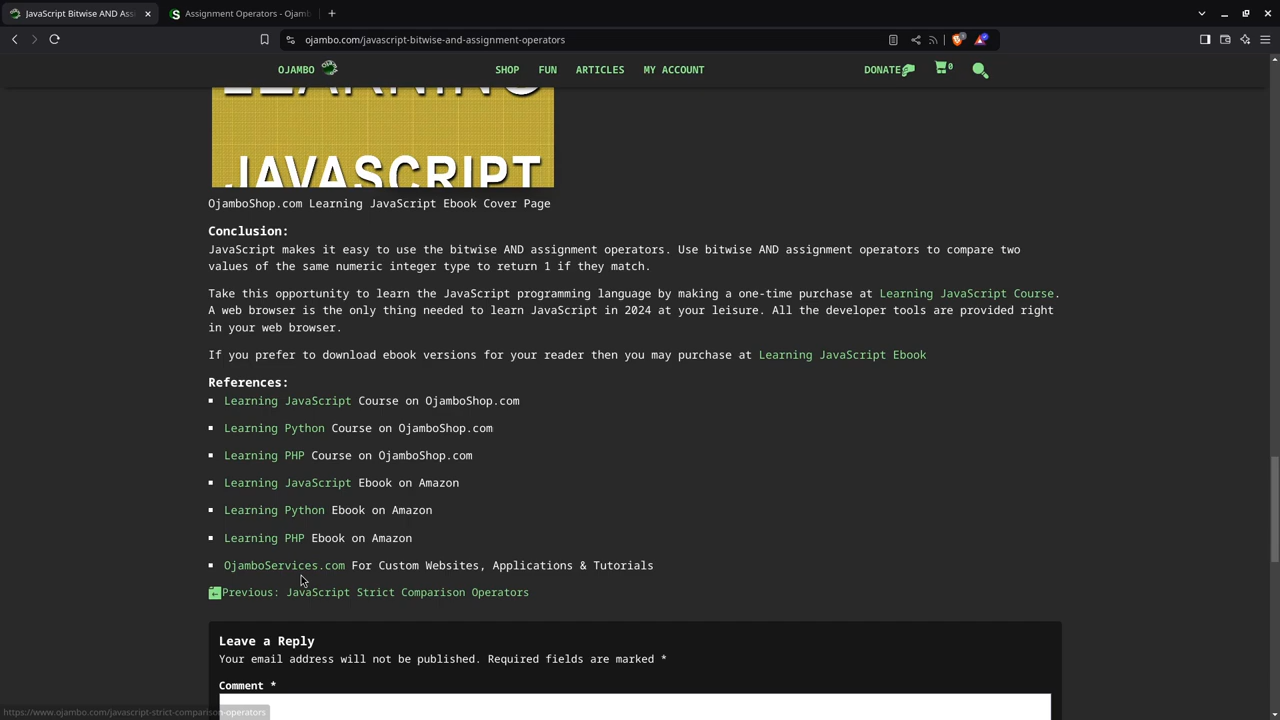 JavaScript Bitwise AND Assi
Assignment Operators - Ojamb
ojambo.com/javascript-bitwise-and-assignment-operators
OJAMBO SHOP FUN ARTICLES MY ACCOUNT DONATE 0
LEARNING
JAVASCRIPT
OjamboShop.com Learning JavaScript Ebook Cover Page
Conclusion:
JavaScript makes it easy to use the bitwise AND assignment operators. Use bitwise AND assignment operators to compare two
values of the same numeric integer type to return 1 if they match.
Take this opportunity to learn the JavaScript programming language by making a one-time purchase at Learning JavaScript Course.
A web browser is the only thing needed to learn JavaScript in 2024 at your leisure. All the developer tools are provided right
in your web browser.
If you prefer to download ebook versions for your reader then you may purchase at Learning JavaScript Ebook
References:
Learning JavaScript Course on OjamboShop.com
Learning Python Course on OjamboShop.com
Learning PHP Course on OjamboShop.com
Learning JavaScript Ebook on Amazon
Learning Python Ebook on Amazon
Learning PHP Ebook on Amazon
OjamboServices.com For Custom Websites, Applications & Tutorials
Previous: JavaScript Strict Comparison Operators
Leave a Reply
Your email address will not be published. Required fields are marked *
Comment *
https://www.ojambo.com/javascript-strict-comparison-operators